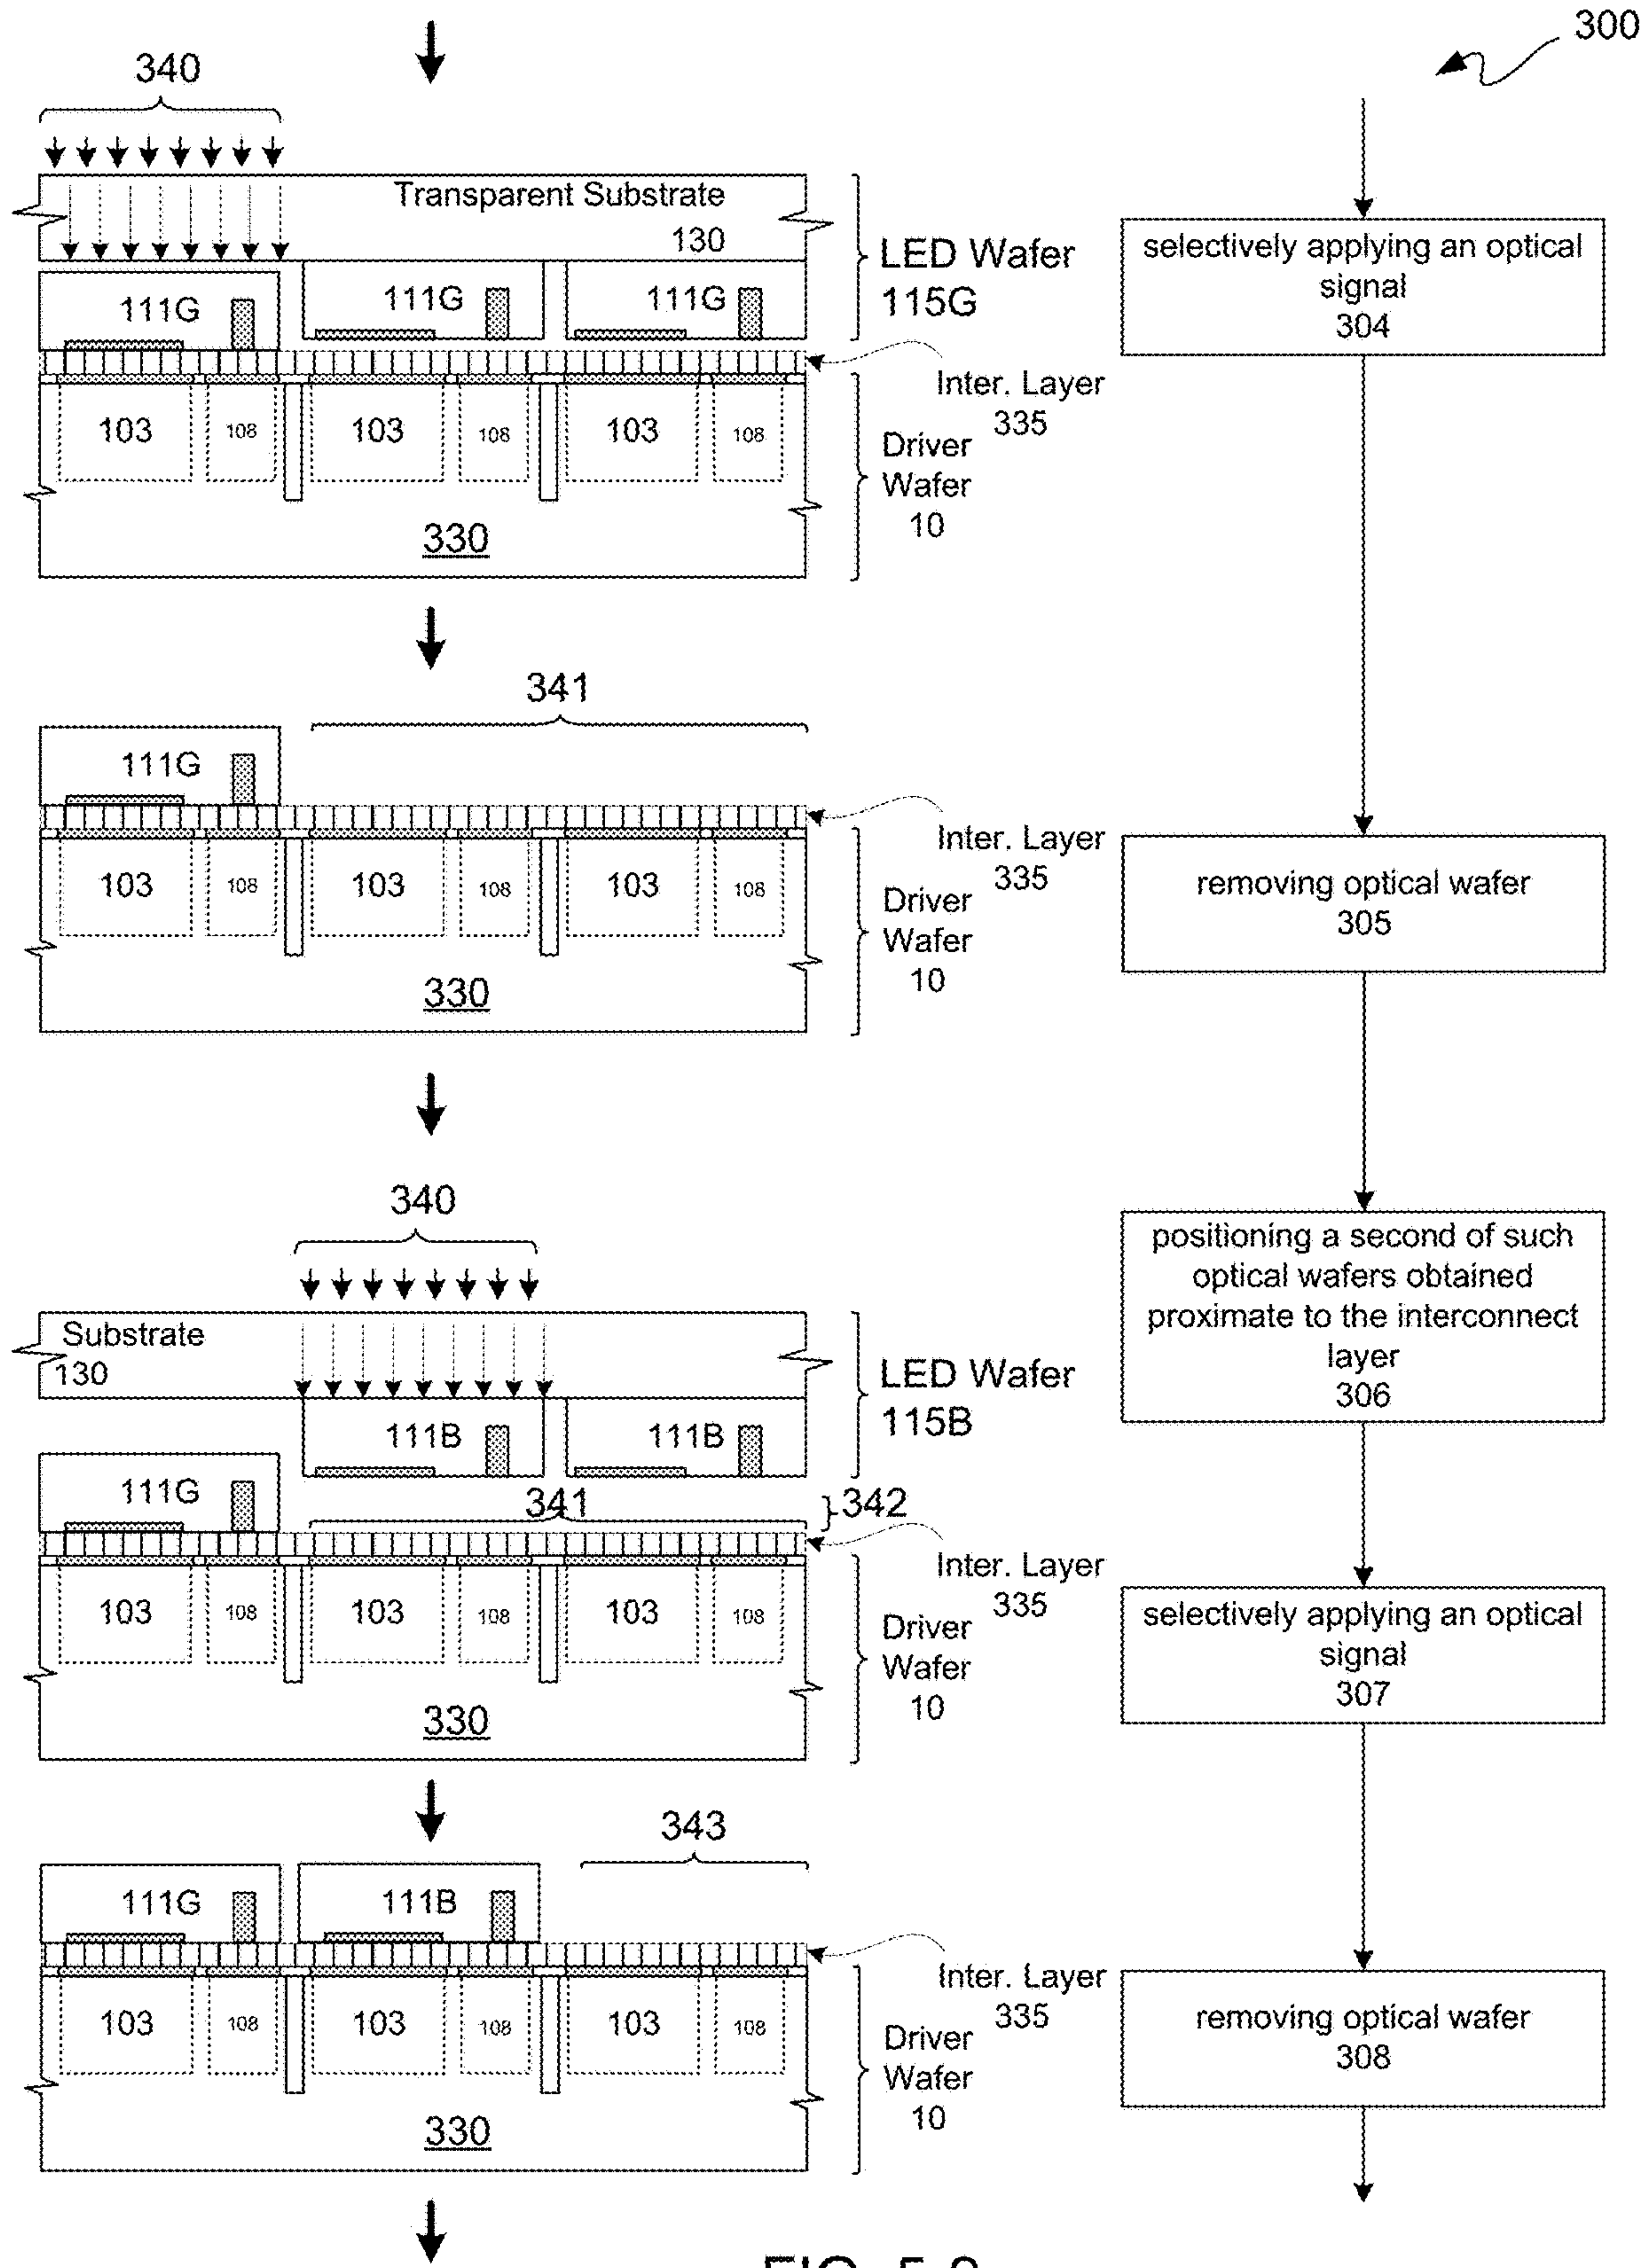 300
340
Transparent Substrate
130
LED Wafer
115G
111G
111G
111G
Inter. Layer
335
103
108
103
108
103
108
Driver
Wafer
10
330
selectively applying an optical
signal
304
341
111G
Inter. Layer
335
103
108
103
108
103
108
Driver
Wafer
10
330
removing optical wafer
305
340
Substrate
130
LED Wafer
115B
111B
111B
111G
341
342
Inter. Layer
335
103
108
103
108
103
108
Driver
Wafer
10
330
positioning a second of such
optical wafers obtained
proximate to the interconnect
layer
306
selectively applying an optical
signal
307
343
111G
111B
Inter. Layer
335
103
108
103
108
103
108
Driver
Wafer
10
330
removing optical wafer
308